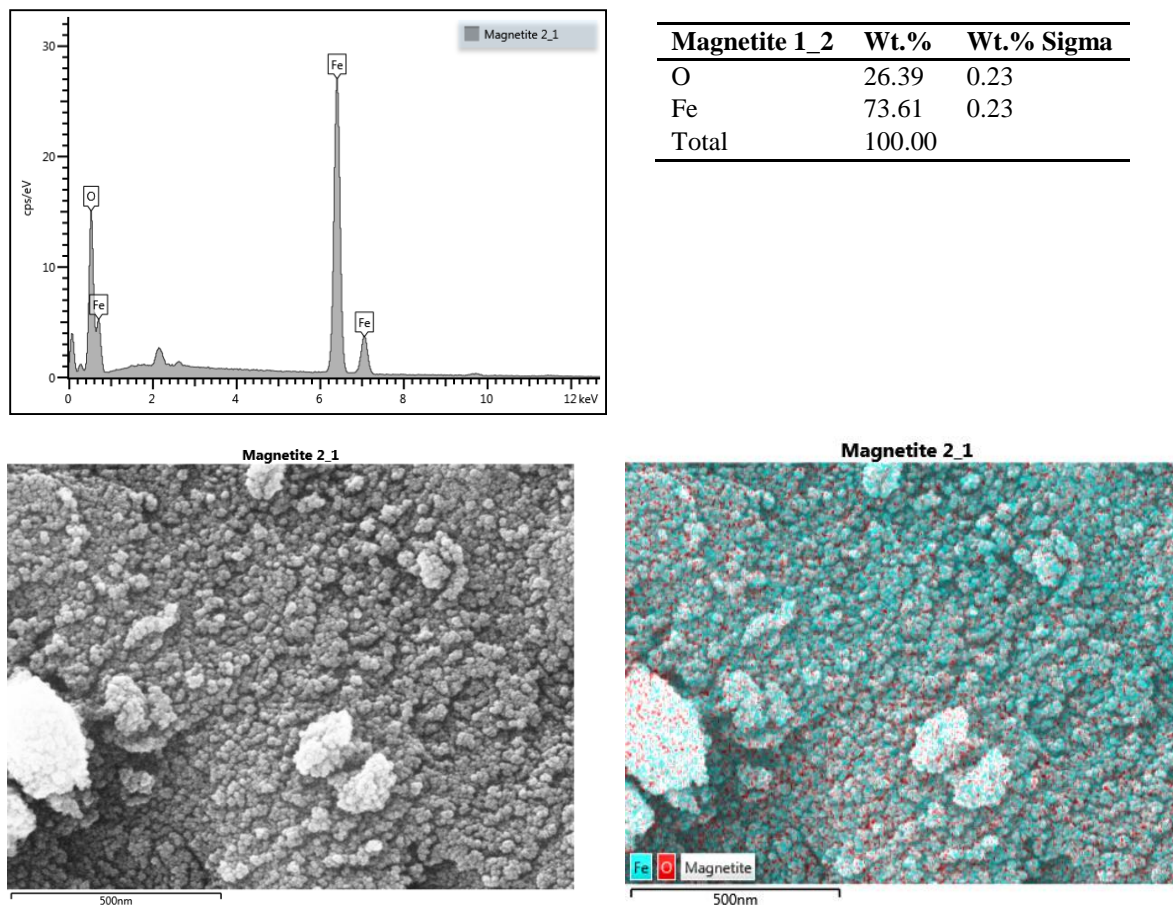 Magnetite 2_1
30
20
10
0
cps/eV
O
Fe
Fe
Fe
0 2 4 6 8 10 12 keV
Magnetite 1_2 Wt.% Wt.% Sigma
O 26.39 0.23
Fe 73.61 0.23
Total 100.00
Magnetite 2_1
500nm
Magnetite 2_1
Fe O Magnetite
500nm